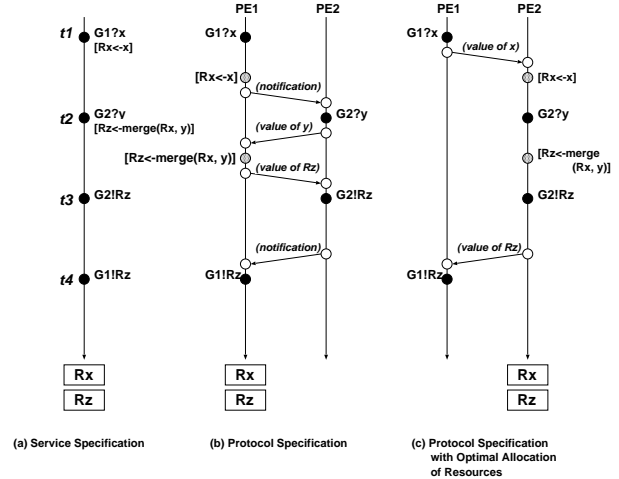 PE1
PE2
PE1
PE2
t1
G1?x
[Rx<-x]
t2
G2?y
[Rz<-merge(Rx, y)]
t3
G2!Rz
t4
G1!Rz
Rx
Rz
(a) Service Specification
G1?x
[Rx<-x]
(notification)
G2?y
(value of y)
[Rz<-merge(Rx, y)]
(value of Rz)
G2!Rz
(notification)
G1!Rz
Rx
Rz
(b) Protocol Specification
G1?x
(value of x)
[Rx<-x]
G2?y
[Rz<-merge
(Rx, y)]
G2!Rz
(value of Rz)
G1!Rz
Rx
Rz
(c) Protocol Specification
with Optimal Allocation
of Resources